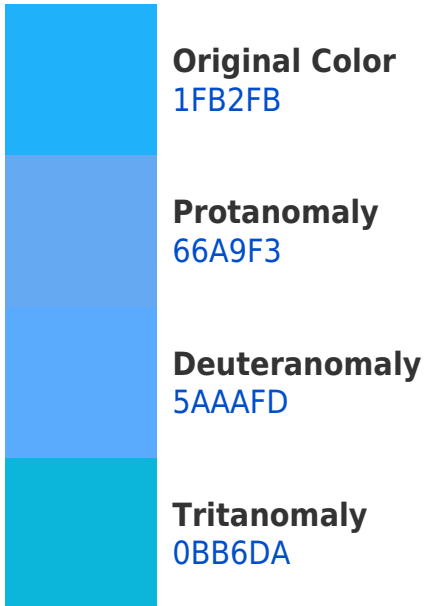 Original Color
1FB2FB
Protanomaly
66A9F3
Deuteranomaly
5AAAFD
Tritanomaly
0BB6DA